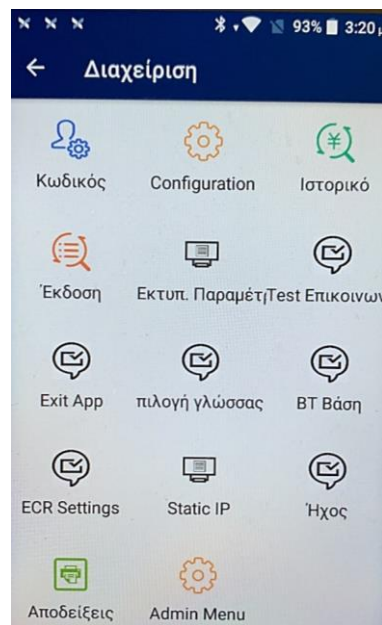 93% 3:20 μ
Διαχείριση
Κωδικός Configuration Ιστορικό
Έκδοση Εκτυπ. Παραμέτρ Test Επικοινων
Exit App πιλογή γλώσσας BT Βάση
ECR Settings Static IP Ήχος
Αποδείξεις Admin Menu